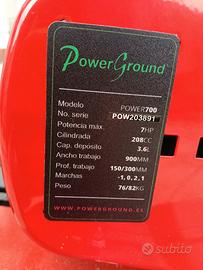 PowerGround
Modelo POWER700
No. serie POW203891
Potencia máx. 7HP
Cilindrada 208CC
Cap. depósito 3.6L
Ancho trabajo 900MM
Prof. trabajo 150/300MM
Marchas -1,0,2,1
Peso 76/82KG
WWW.POWERGROUND.ES
subito